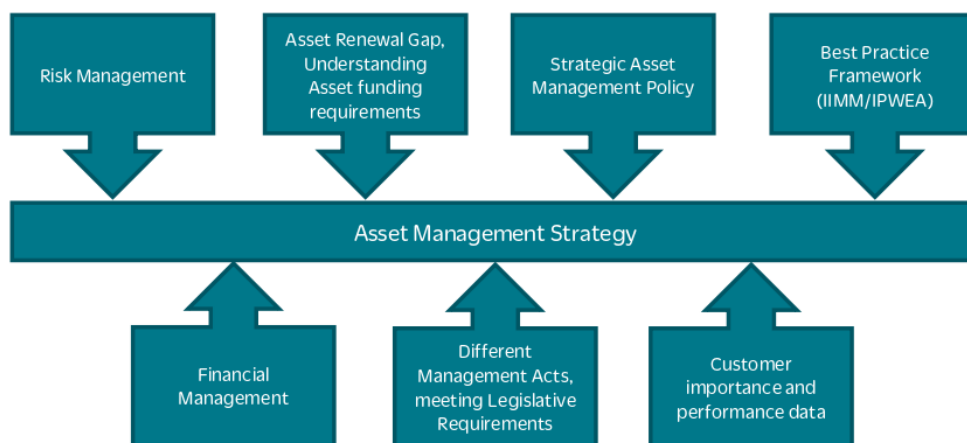 Risk Management
Asset Renewal Gap,
Understanding
Asset funding
requirements
Strategic Asset
Management Policy
Best Practice
Framework
(IIMM/IPWEA)
Asset Management Strategy
Financial
Management
Different
Management Acts,
meeting Legislative
Requirements
Customer
importance and
performance data